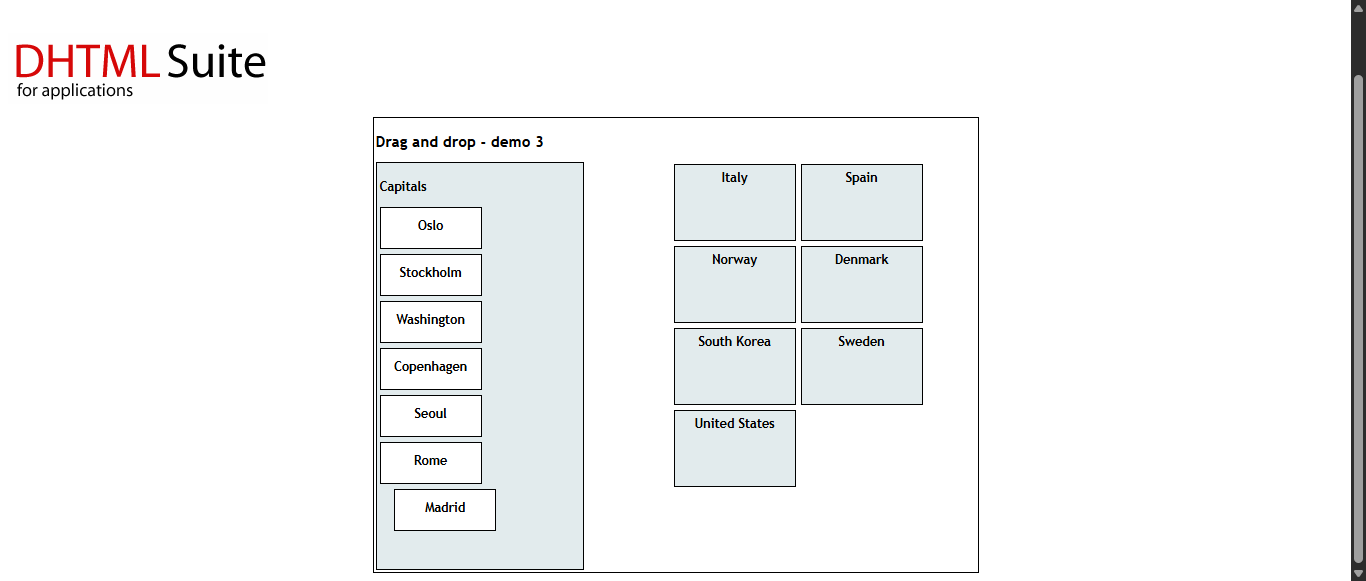 DHTML Suite
for applications
Drag and drop - demo 3
Capitals
Oslo
Stockholm
Washington
Copenhagen
Seoul
Rome
Madrid
Italy
Spain
Norway
Denmark
South Korea
Sweden
United States